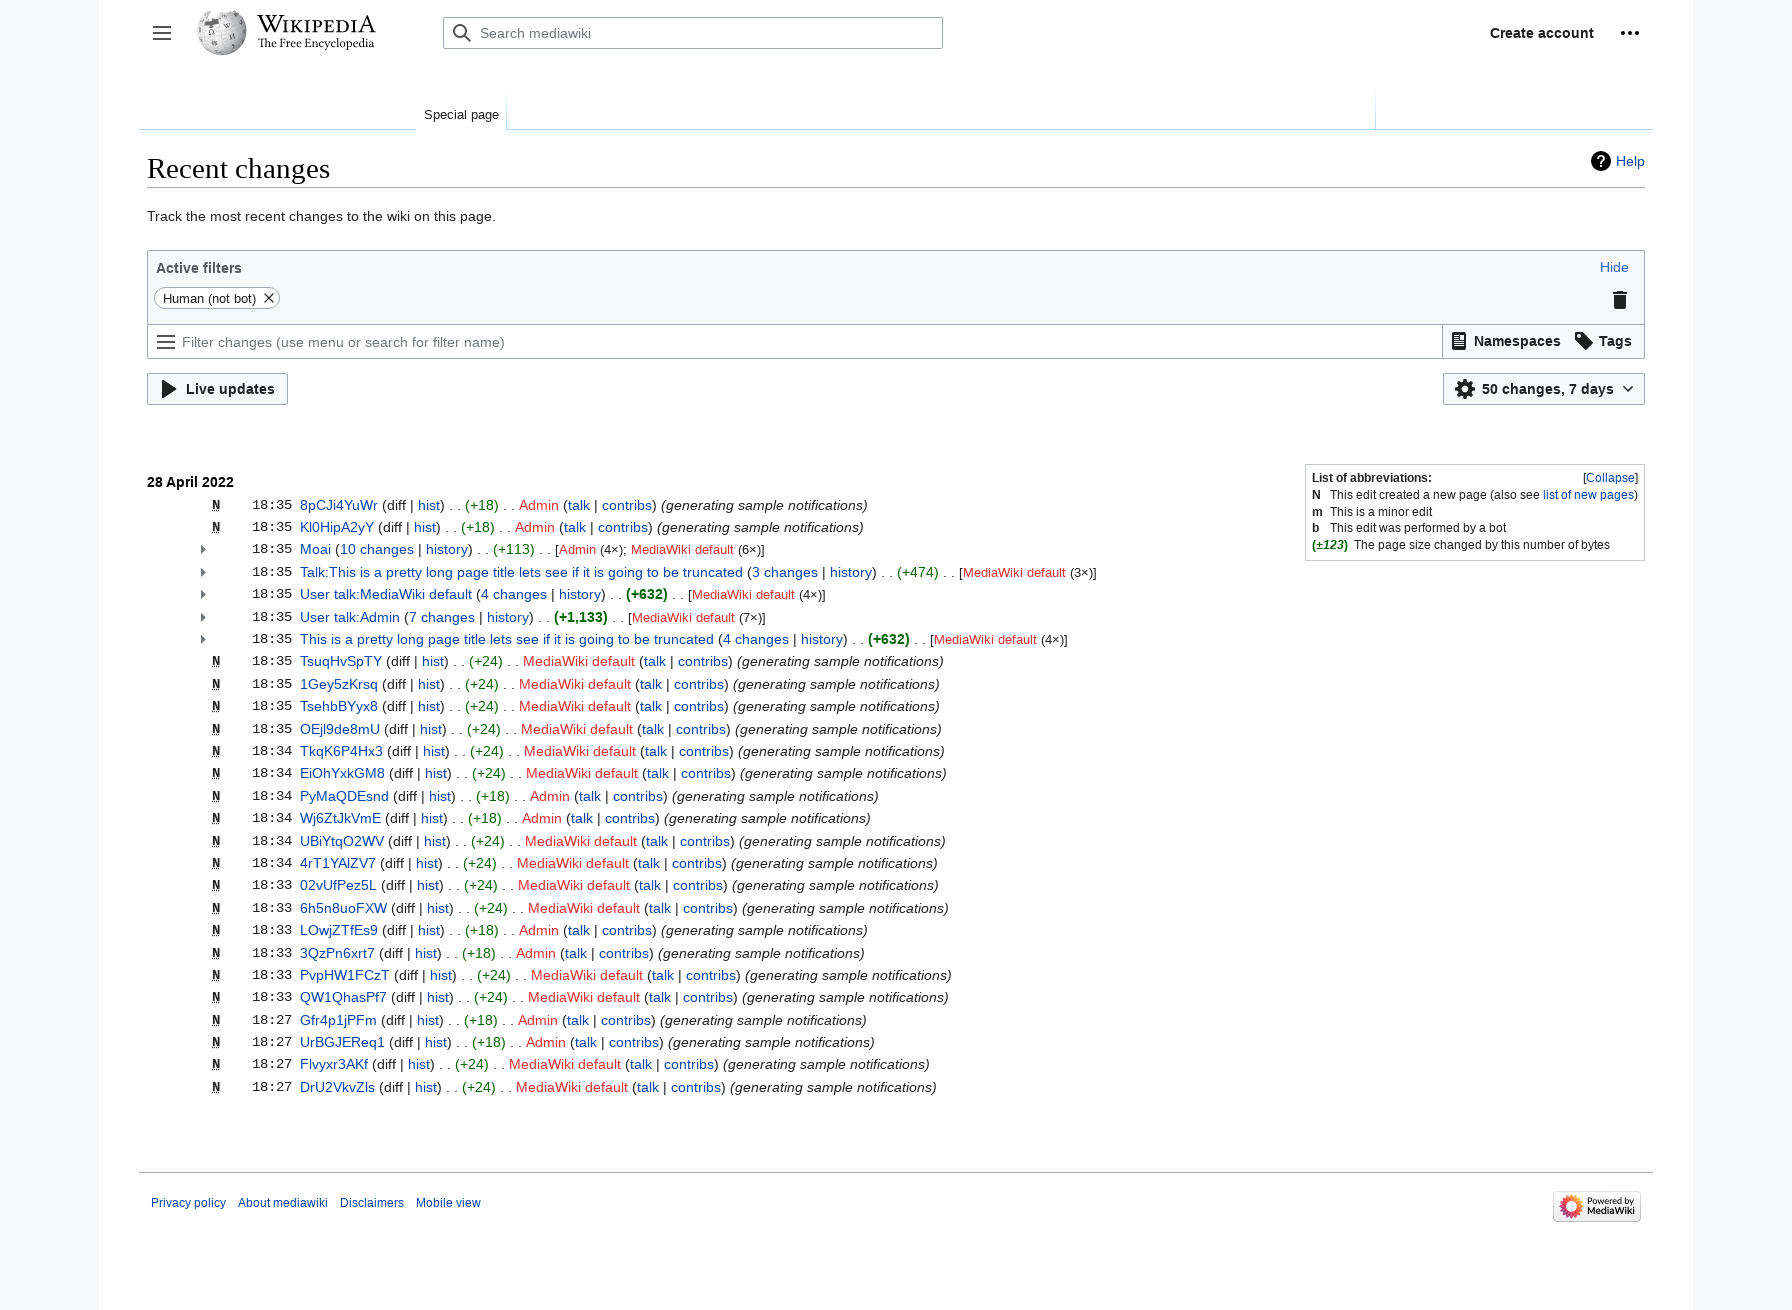 WIKIPEDIA
The Free Encyclopedia
Search mediawiki
Create account
Special page
Recent changes
Help
Track the most recent changes to the wiki on this page.
Active filters
Hide
Human (not bot)
Filter changes (use menu or search for filter name)
Namespaces
Tags
Live updates
50 changes, 7 days
List of abbreviations: [Collapse]
N This edit created a new page (also see list of new pages)
m This is a minor edit
b This edit was performed by a bot
(±123) The page size changed by this number of bytes
28 April 2022
N 18:35 8pCJi4YuWr (diff | hist) . . (+18) . . Admin (talk | contribs) (generating sample notifications)
N 18:35 Kl0HipA2yY (diff | hist) . . (+18) . . Admin (talk | contribs) (generating sample notifications)
18:35 Moai (10 changes | history) . . (+113) . . [Admin (4×); MediaWiki default (6×)]
18:35 Talk:This is a pretty long page title lets see if it is going to be truncated (3 changes | history) . . (+474) . . [MediaWiki default (3×)]
18:35 User talk:MediaWiki default (4 changes | history) . . (+632) . . [MediaWiki default (4×)]
18:35 User talk:Admin (7 changes | history) . . (+1,133) . . [MediaWiki default (7×)]
18:35 This is a pretty long page title lets see if it is going to be truncated (4 changes | history) . . (+632) . . [MediaWiki default (4×)]
N 18:35 TsuqHvSpTY (diff | hist) . . (+24) . . MediaWiki default (talk | contribs) (generating sample notifications)
N 18:35 1Gey5zKrsq (diff | hist) . . (+24) . . MediaWiki default (talk | contribs) (generating sample notifications)
N 18:35 TsehbBYyx8 (diff | hist) . . (+24) . . MediaWiki default (talk | contribs) (generating sample notifications)
N 18:35 OEjl9de8mU (diff | hist) . . (+24) . . MediaWiki default (talk | contribs) (generating sample notifications)
N 18:34 TkqK6P4Hx3 (diff | hist) . . (+24) . . MediaWiki default (talk | contribs) (generating sample notifications)
N 18:34 EiOhYxkGM8 (diff | hist) . . (+24) . . MediaWiki default (talk | contribs) (generating sample notifications)
N 18:34 PyMaQDEsnd (diff | hist) . . (+18) . . Admin (talk | contribs) (generating sample notifications)
N 18:34 Wj6ZtJkVmE (diff | hist) . . (+18) . . Admin (talk | contribs) (generating sample notifications)
N 18:34 UBiYtqO2WV (diff | hist) . . (+24) . . MediaWiki default (talk | contribs) (generating sample notifications)
N 18:34 4rT1YAlZV7 (diff | hist) . . (+24) . . MediaWiki default (talk | contribs) (generating sample notifications)
N 18:33 02vUfPez5L (diff | hist) . . (+24) . . MediaWiki default (talk | contribs) (generating sample notifications)
N 18:33 6h5n8uoFXW (diff | hist) . . (+24) . . MediaWiki default (talk | contribs) (generating sample notifications)
N 18:33 LOwjZTfEs9 (diff | hist) . . (+18) . . Admin (talk | contribs) (generating sample notifications)
N 18:33 3QzPn6xrt7 (diff | hist) . . (+18) . . Admin (talk | contribs) (generating sample notifications)
N 18:33 PvpHW1FCzT (diff | hist) . . (+24) . . MediaWiki default (talk | contribs) (generating sample notifications)
N 18:33 QW1QhasPf7 (diff | hist) . . (+24) . . MediaWiki default (talk | contribs) (generating sample notifications)
N 18:27 Gfr4p1jPFm (diff | hist) . . (+18) . . Admin (talk | contribs) (generating sample notifications)
N 18:27 UrBGJEReq1 (diff | hist) . . (+18) . . Admin (talk | contribs) (generating sample notifications)
N 18:27 Flvyxr3AKf (diff | hist) . . (+24) . . MediaWiki default (talk | contribs) (generating sample notifications)
N 18:27 DrU2VkvZls (diff | hist) . . (+24) . . MediaWiki default (talk | contribs) (generating sample notifications)
Privacy policy About mediawiki Disclaimers Mobile view
Powered by
MediaWiki